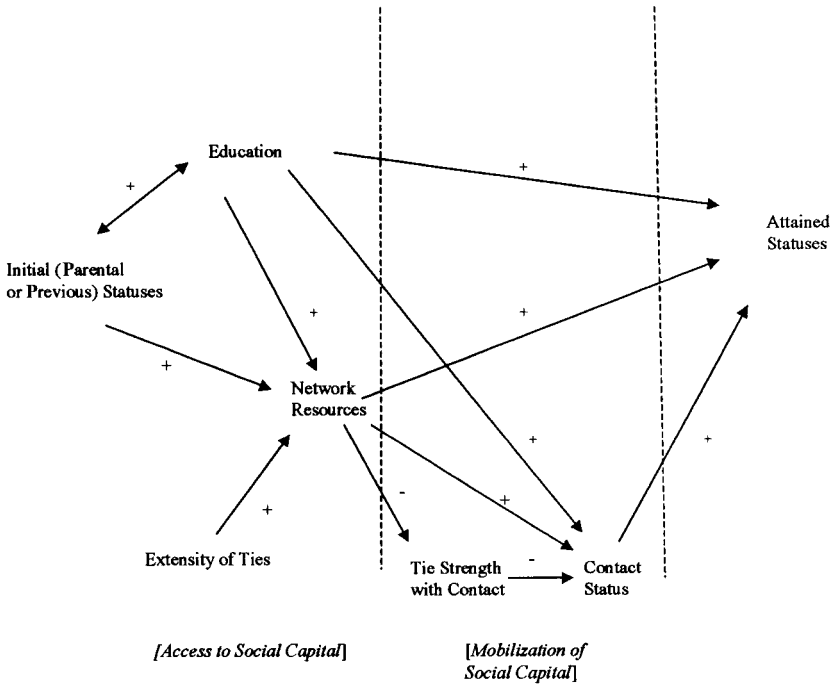 Education
+
+
Attained
Statuses
Initial (Parental
or Previous) Statuses
+
+
+
Network
Resources
+
+
-
+
+
Extensity of Ties
-
Tie Strength
with Contact
Contact
Status
[Access to Social Capital]
[Mobilization of
Social Capital]